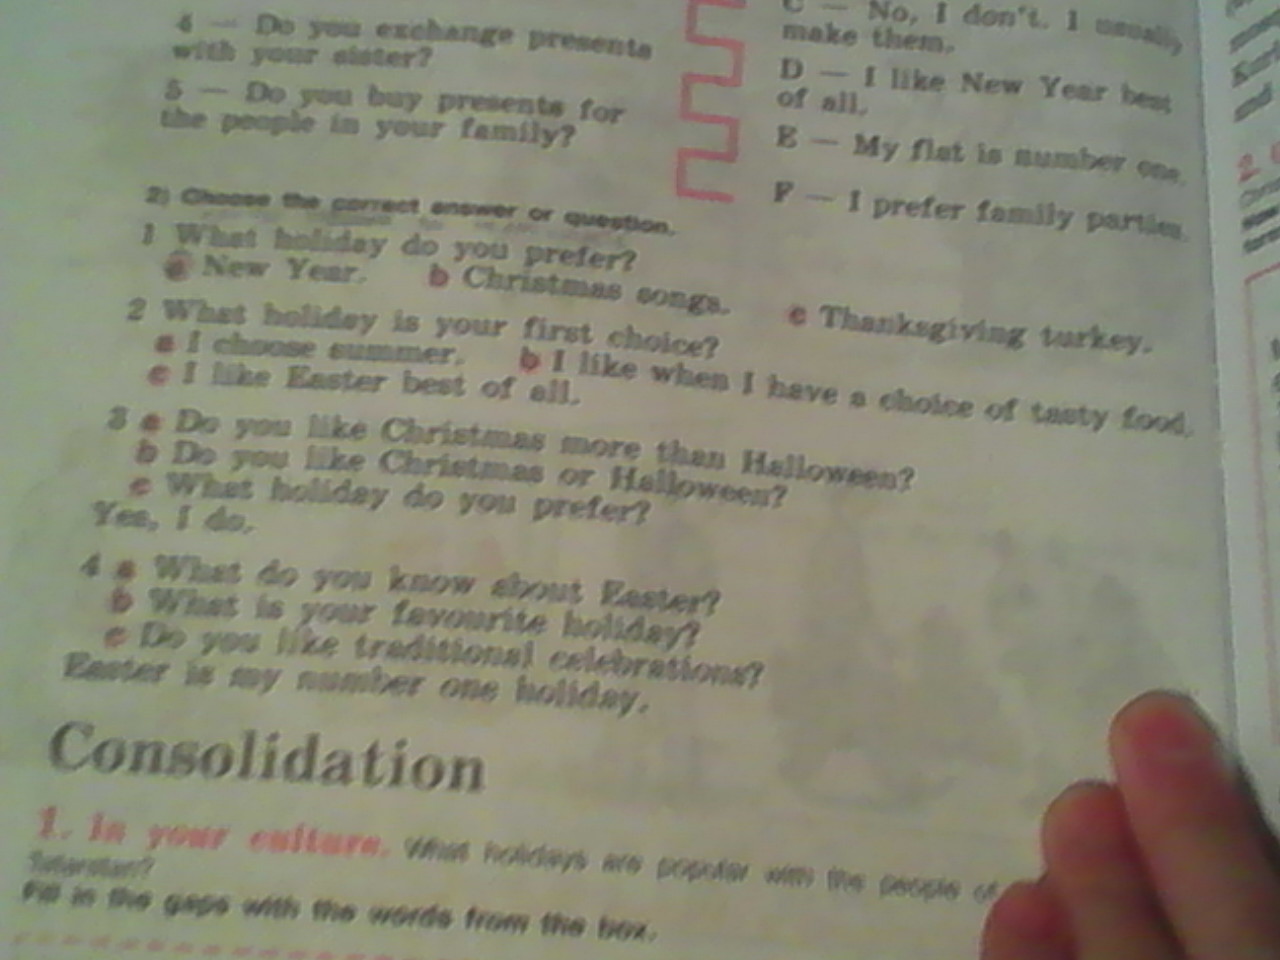 4 — Do you exchange presents
with your sister?
5 — Do you buy presents for
the people in your family?
C — No, I don't. I usually
make them.
D — I like New Year best
of all.
E — My flat is number one.
F — I prefer family parties.
2) Choose the correct answer or question.
1 What holiday do you prefer?
a New Year. b Christmas songs. c Thanksgiving turkey.
2 What holiday is your first choice?
a I choose summer. b I like when I have a choice of tasty food.
c I like Easter best of all.
3 a Do you like Christmas more than Halloween?
b Do you like Christmas or Halloween?
c What holiday do you prefer?
Yes, I do.
4 a What do you know about Easter?
b What is your favourite holiday?
c Do you like traditional celebrations?
Easter is my number one holiday.
Consolidation
1. In your culture. What holidays are popular with the people of
Fill in the gaps with the words from the box.
and
2.